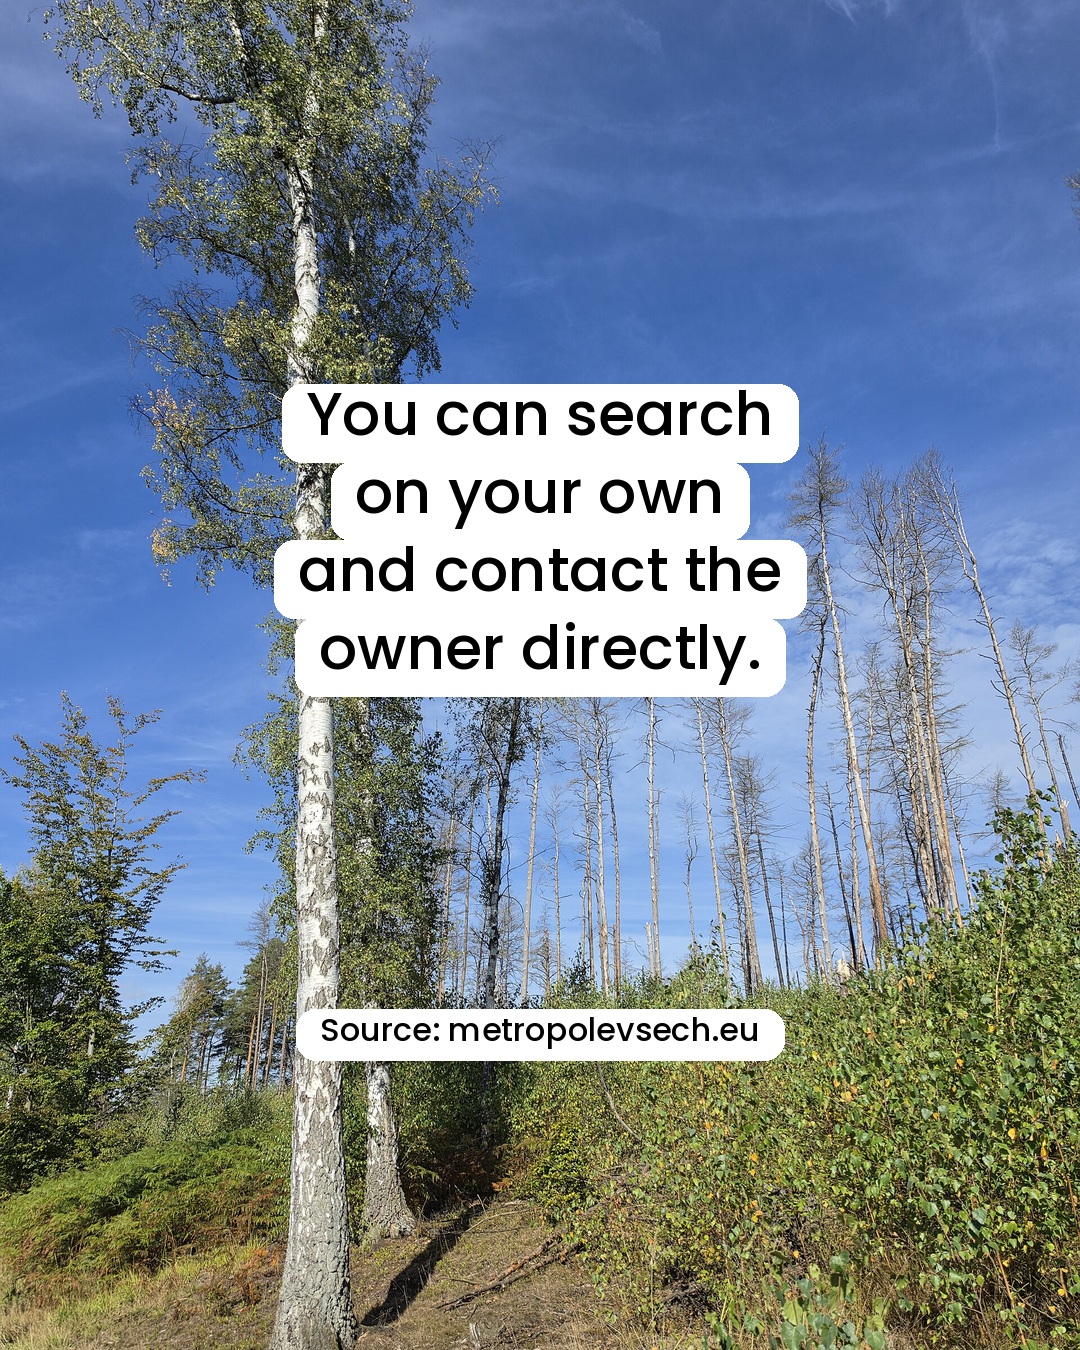 You can search
on your own
and contact the
owner directly.
Source: metropolevsech.eu